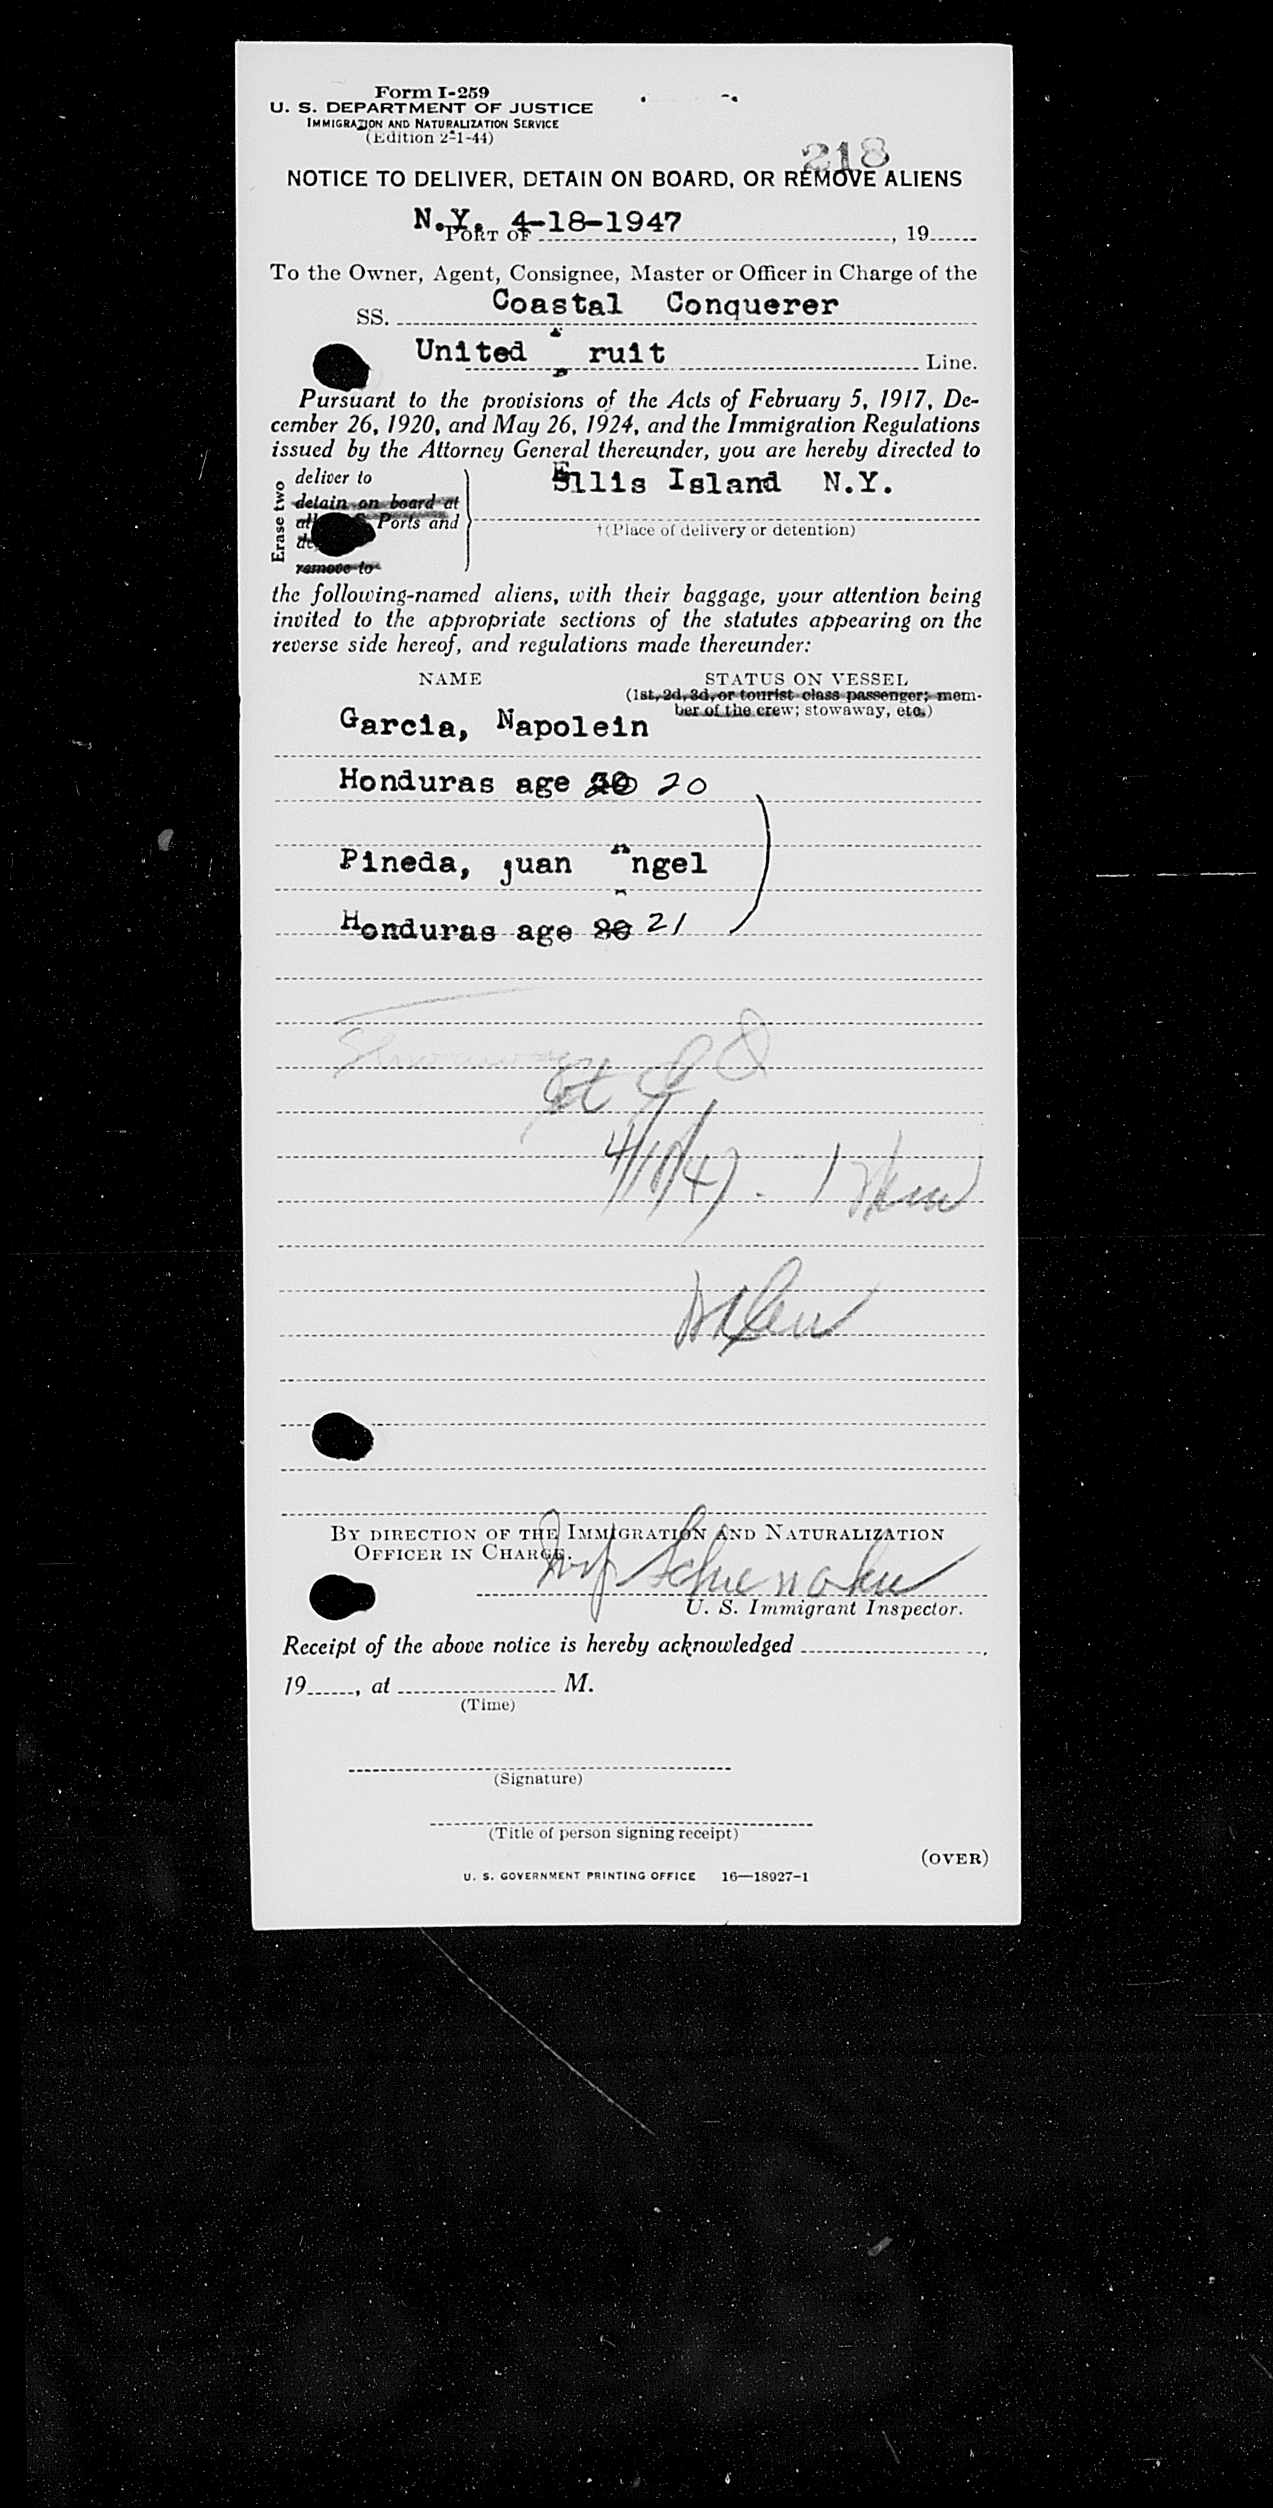 Form I-259
U. S. DEPARTMENT OF JUSTICE
IMMIGRATION AND NATURALIZATION SERVICE
(Edition 2-1-44)
218
NOTICE TO DELIVER, DETAIN ON BOARD, OR REMOVE ALIENS
N.Y. 4-18-1947
PORT OF , 19
To the Owner, Agent, Consignee, Master or Officer in Charge of the
SS. Coastal Conquerer
United ruit Line.
Pursuant to the provisions of the Acts of February 5, 1917, De-
cember 26, 1920, and May 26, 1924, and the Immigration Regulations
issued by the Attorney General thereunder, you are hereby directed to
Erase two
deliver to
detain on board at
Ports and
remove to
Ellis Island N.Y.
†(Place of delivery or detention)
the following-named aliens, with their baggage, your attention being
invited to the appropriate sections of the statutes appearing on the
reverse side hereof, and regulations made thereunder:
NAME STATUS ON VESSEL
(1st, 2d, 3d, or tourist class passenger; mem-
ber of the crew; stowaway, etc.)
Garcia, Napolein
Honduras age 20
Pineda, juan Angel
Honduras age 20 21
BY DIRECTION OF THE IMMIGRATION AND NATURALIZATION
OFFICER IN CHARGE.
U. S. Immigrant Inspector.
Receipt of the above notice is hereby acknowledged ,
19 , at M.
(Time)
(Signature)
(Title of person signing receipt)
(OVER)
U. S. GOVERNMENT PRINTING OFFICE 16—18927-1